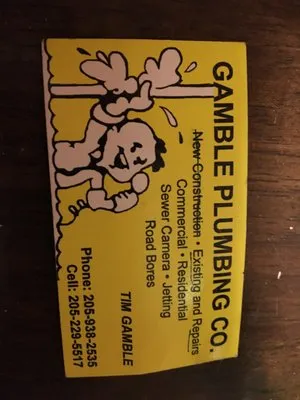 GAMBLE PLUMBING CO.
New Construction • Existing and Repairs
Commercial • Residential
Sewer Camera • Jetting
Road Bores
TIM GAMBLE
Phone: 205-938-2535
Cell: 205-229-5517